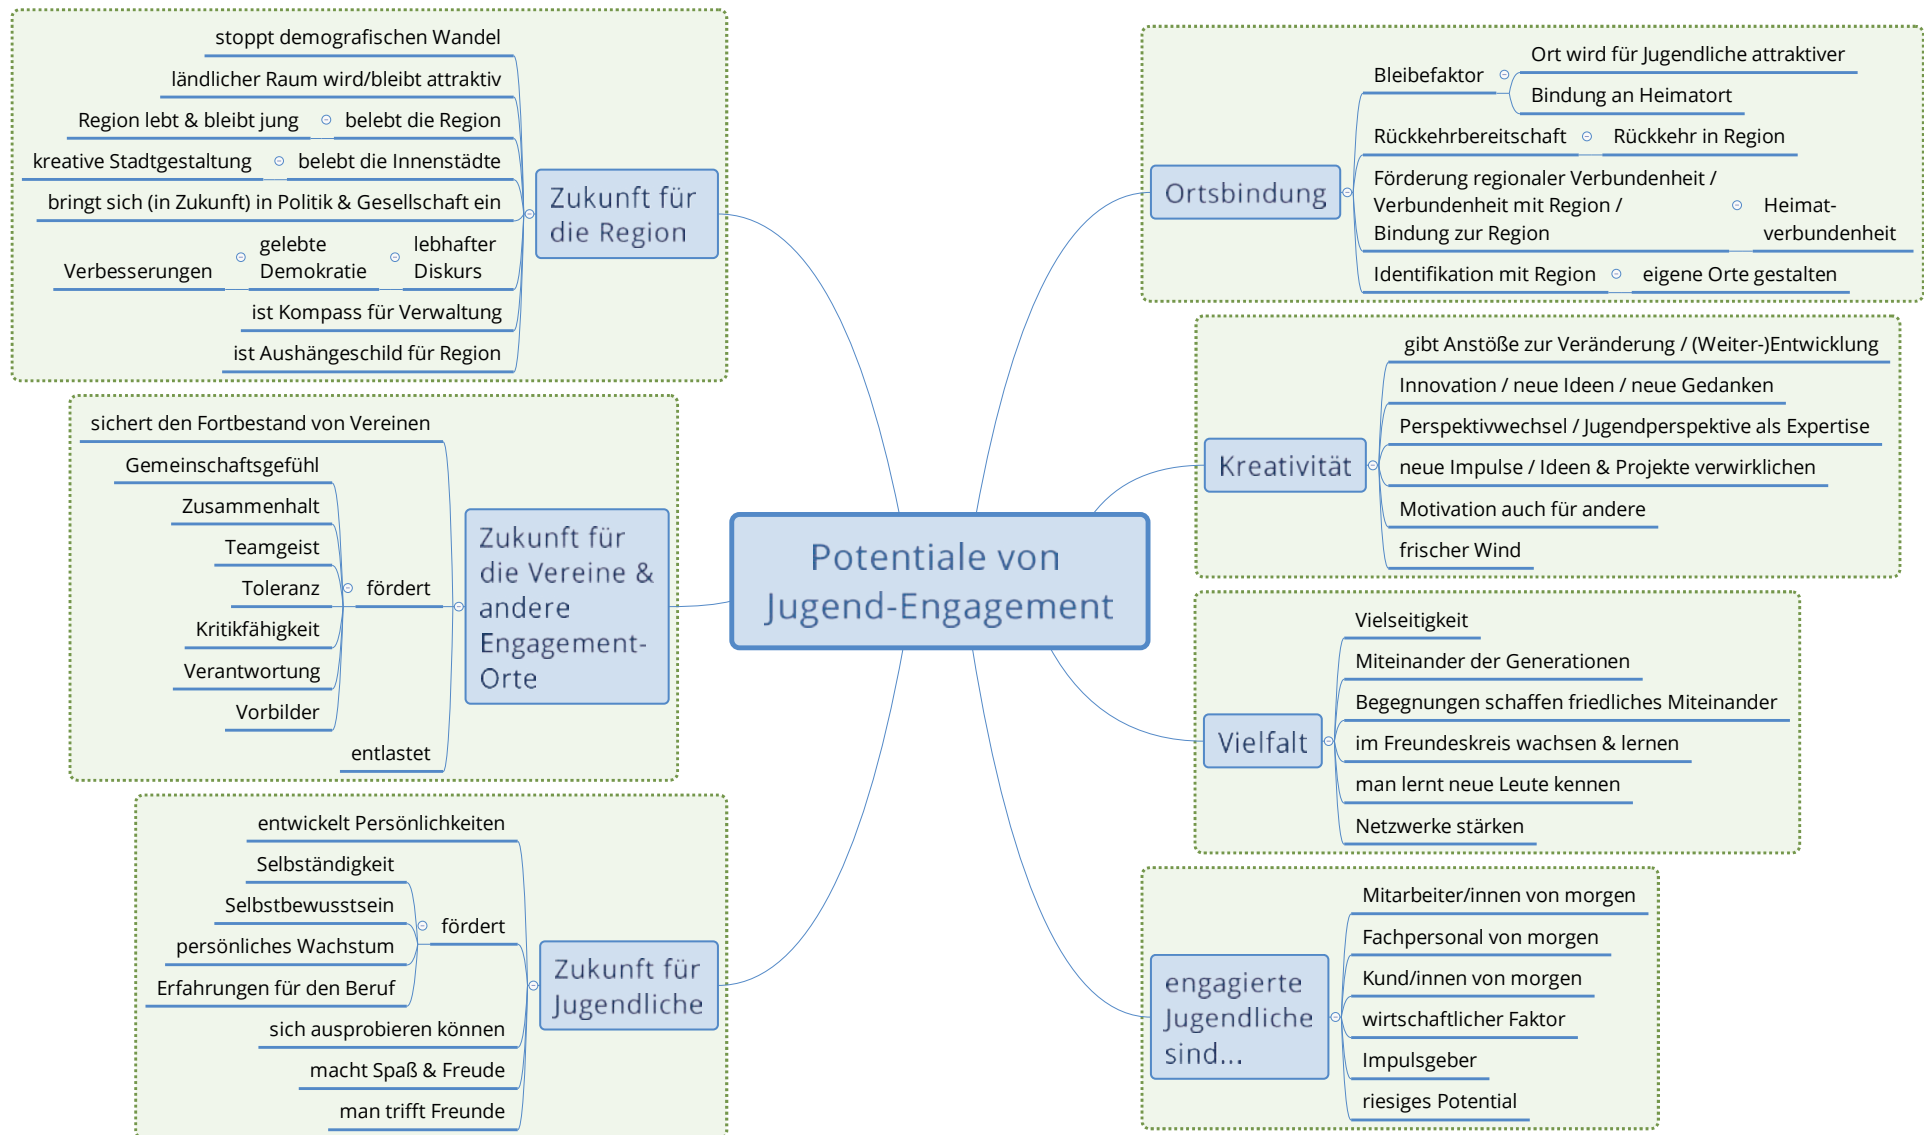 Potentiale von
Jugend-Engagement
Zukunft für
die Region
stoppt demografischen Wandel
ländlicher Raum wird/bleibt attraktiv
Region lebt & bleibt jung
belebt die Region
kreative Stadtgestaltung
belebt die Innenstädte
bringt sich (in Zukunft) in Politik & Gesellschaft ein
Verbesserungen
gelebte
Demokratie
lebhafter
Diskurs
ist Kompass für Verwaltung
ist Aushängeschild für Region
Zukunft für
die Vereine &
andere
Engagement-
Orte
sichert den Fortbestand von Vereinen
fördert
Gemeinschaftsgefühl
Zusammenhalt
Teamgeist
Toleranz
Kritikfähigkeit
Verantwortung
Vorbilder
entlastet
Zukunft für
Jugendliche
entwickelt Persönlichkeiten
fördert
Selbständigkeit
Selbstbewusstsein
persönliches Wachstum
Erfahrungen für den Beruf
sich ausprobieren können
macht Spaß & Freude
man trifft Freunde
Ortsbindung
Bleibefaktor
Ort wird für Jugendliche attraktiver
Bindung an Heimatort
Rückkehrbereitschaft
Rückkehr in Region
Förderung regionaler Verbundenheit /
Verbundenheit mit Region /
Bindung zur Region
Heimat-
verbundenheit
Identifikation mit Region
eigene Orte gestalten
Kreativität
gibt Anstöße zur Veränderung / (Weiter-)Entwicklung
Innovation / neue Ideen / neue Gedanken
Perspektivwechsel / Jugendperspektive als Expertise
neue Impulse / Ideen & Projekte verwirklichen
Motivation auch für andere
frischer Wind
Vielfalt
Vielseitigkeit
Miteinander der Generationen
Begegnungen schaffen friedliches Miteinander
im Freundeskreis wachsen & lernen
man lernt neue Leute kennen
Netzwerke stärken
engagierte
Jugendliche
sind...
Mitarbeiter/innen von morgen
Fachpersonal von morgen
Kund/innen von morgen
wirtschaftlicher Faktor
Impulsgeber
riesiges Potential